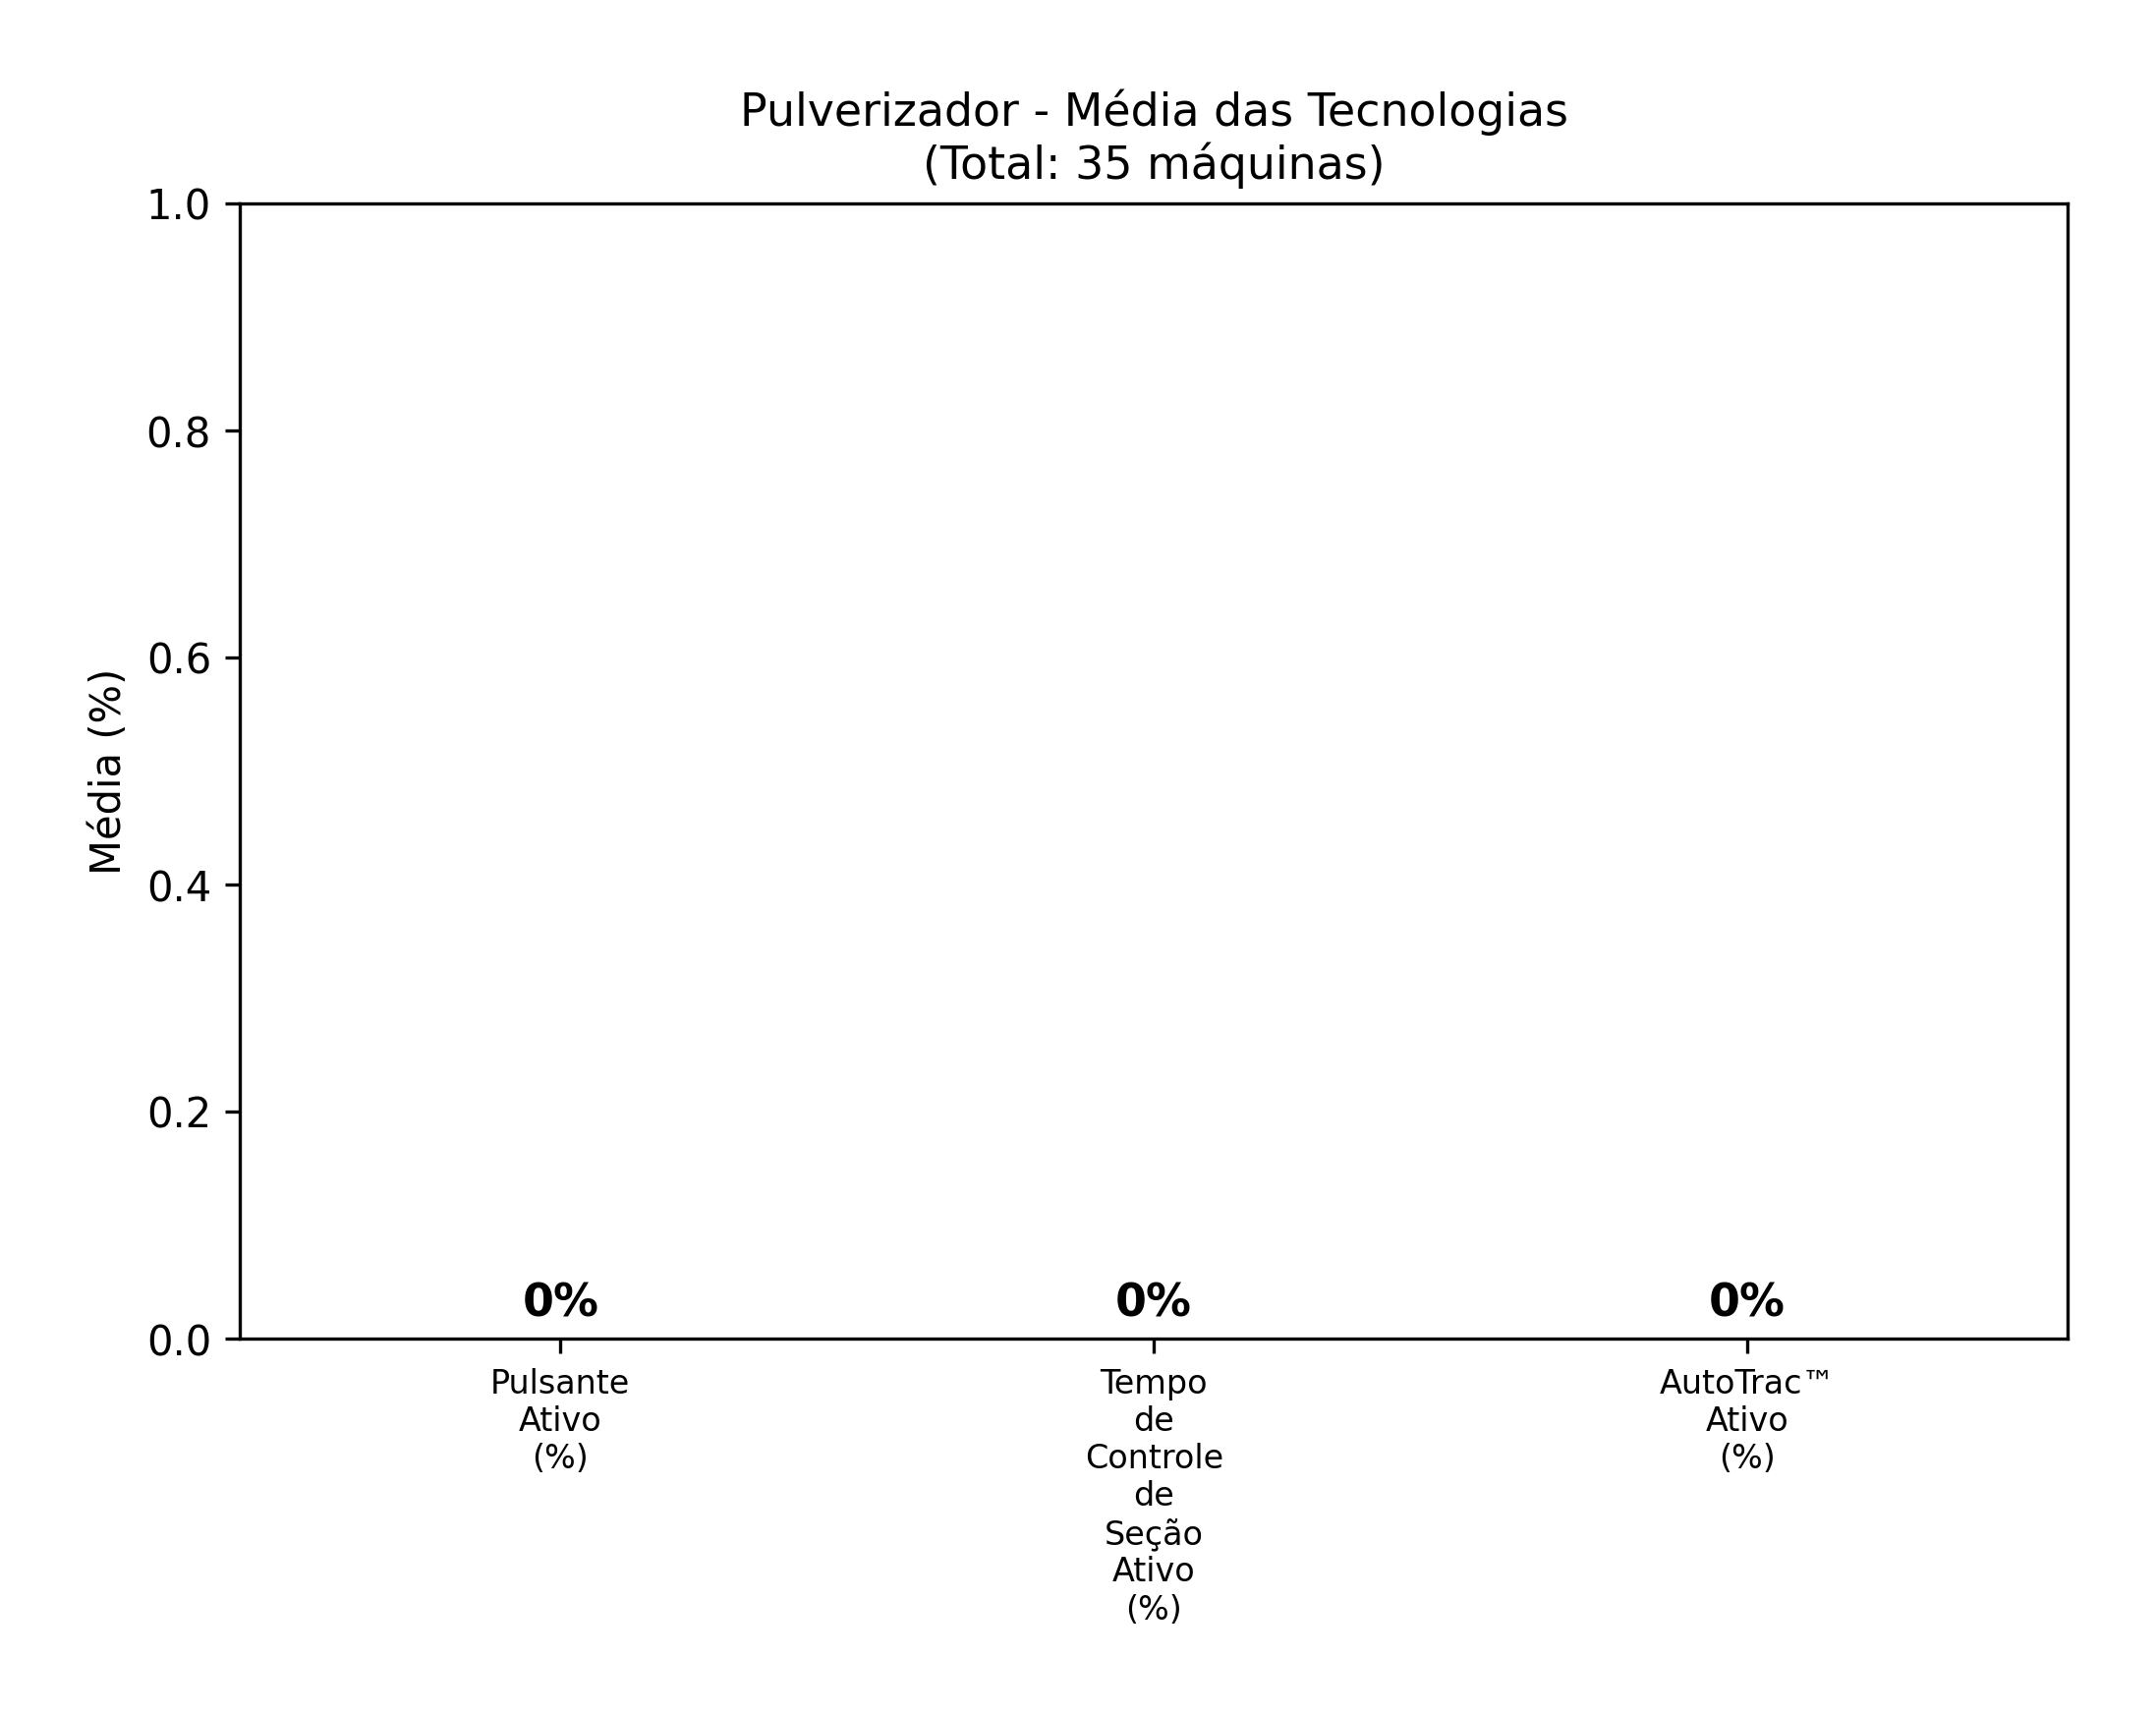 Pulverizador - Média das Tecnologias
(Total: 35 máquinas)
1.0
0.8
0.6
0.4
0.2
0.0
Média (%)
0%
0%
0%
Pulsante
Ativo
(%)
Tempo
de
Controle
de
Seção
Ativo
(%)
AutoTrac™
Ativo
(%)